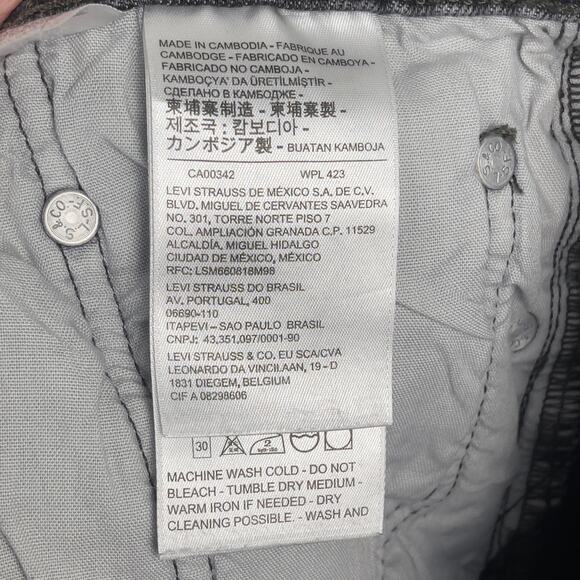 MADE IN CAMBODIA – FABRIQUE AU
CAMBODGE – FABRICADO EN CAMBOYA –
FABRICADO NO CAMBOJA –
KAMBOÇYA' DA ÜRETİLMİŞTİR –
СДЕЛАНО В КАМБОДЖЕ –
柬埔寨制造 – 柬埔寨製 –
제조국 : 캄보디아 –
カンボジア製 – BUATAN KAMBOJA
CA00342 WPL 423
LEVI STRAUSS DE MÉXICO S.A. DE C.V.
BLVD. MIGUEL DE CERVANTES SAAVEDRA
NO. 301, TORRE NORTE PISO 7
COL. AMPLIACIÓN GRANADA C.P. 11529
ALCALDÍA, MIGUEL HIDALGO
CIUDAD DE MÉXICO, MÉXICO
RFC: LSM660818M98
LEVI STRAUSS DO BRASIL
AV. PORTUGAL, 400
06690-110
ITAPEVI – SAO PAULO BRASIL
CNPJ: 43,351,097/0001-90
LEVI STRAUSS & CO. EU SCA/CVA
LEONARDO DA VINCILAAN, 19 – D
1831 DIEGEM, BELGIUM
CIF A 08298606
30 2
MACHINE WASH COLD – DO NOT
BLEACH – TUMBLE DRY MEDIUM –
WARM IRON IF NEEDED – DRY
CLEANING POSSIBLE. – WASH AND
L.S.&CO.